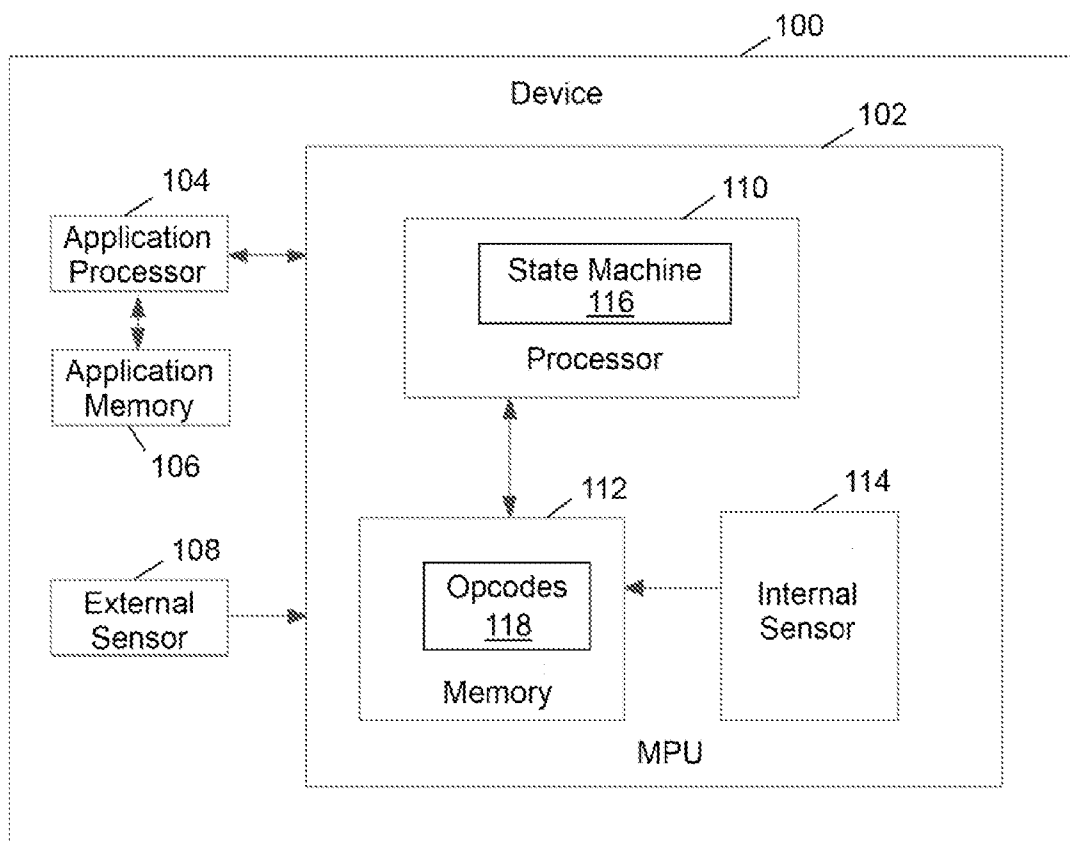 100
Device
102
104
Application
Processor
110
State Machine
116
Processor
Application
Memory
106
112
114
108
External
Sensor
Opcodes
118
Memory
Internal
Sensor
MPU